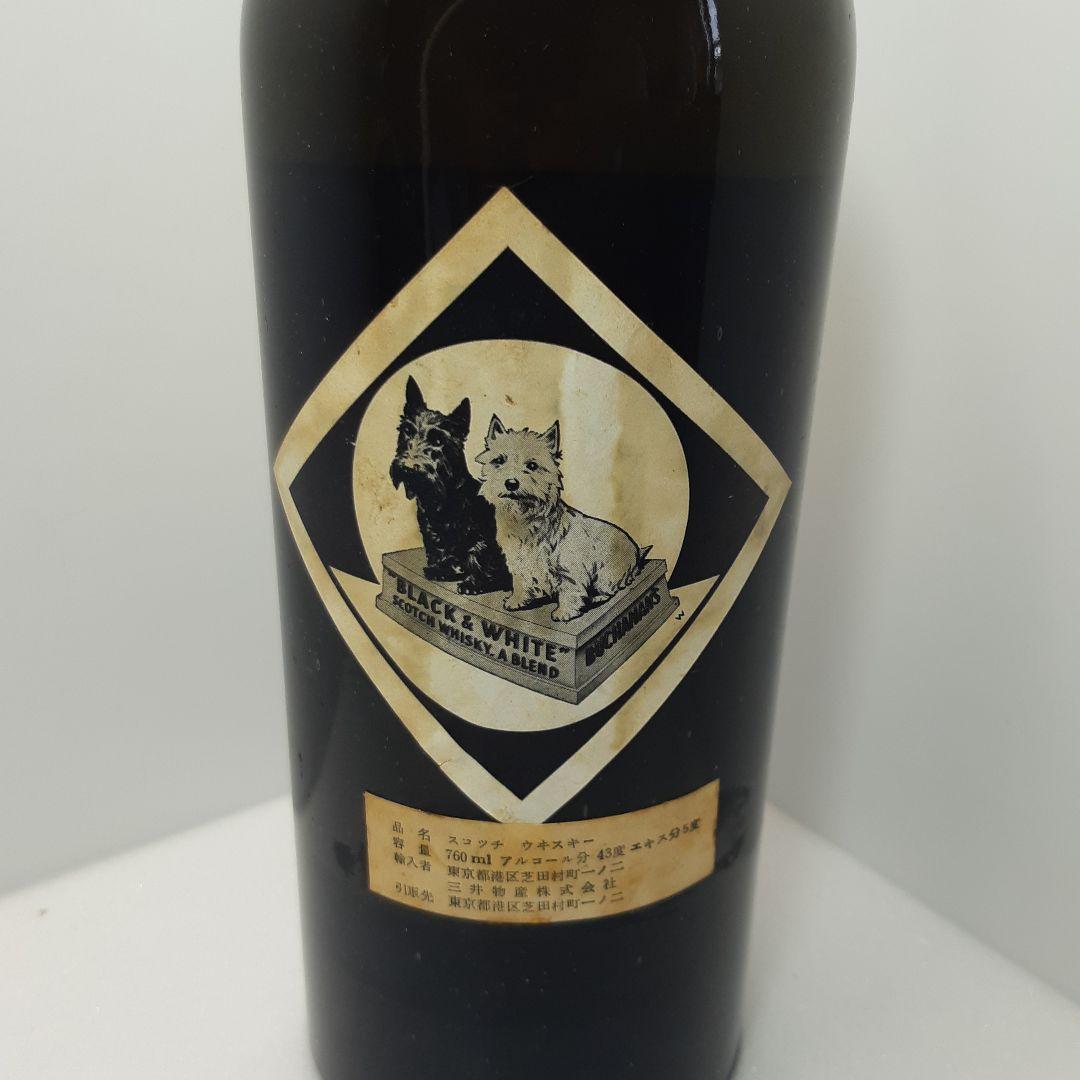 "BLACK & WHITE"
SCOTCH WHISKY. A BLEND
BUCHANAN'S
W
品名 スコッチ ウヰスキー
容量 760ml アルコール分 43度 エキス分5度
輸入者 東京都港区芝田村町一ノ二
三井物産株式会社
引取先 東京都港区芝田村町一ノ二